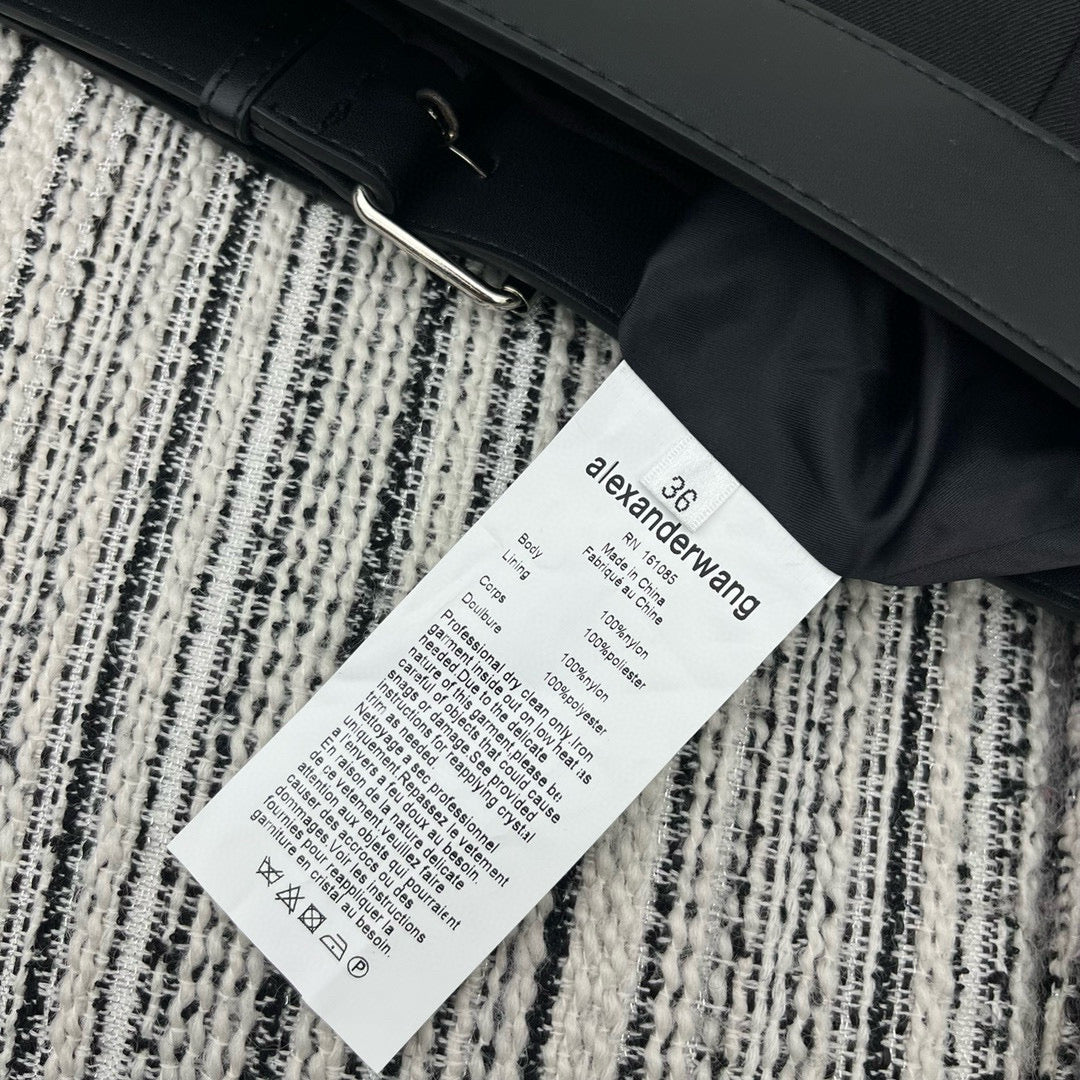 36
alexanderwang
RN 161085
Made in China
Fabriqué au Chine
Body 100%nylon
Lining 100%poliester
Corps 100%nylon
Doulbure 100%polyester
Professional dry clean only.Iron
garment inside out on low heat as
needed.Due to the delicate
nature of this garment,please be
careful of objects that could cause
snags or damage.See provided
instructions for reapplying crystal
trim as needed.
Nettoyage a sec professionnel
uniquement.Repassez le vêtement
a l'envers a feu doux au besoin.
En raison de la nature delicate
de ce vetement.veuillez faire
attention aux objets qui pourraient
causer des accrocs ou des
dommages.Voir les instructions
fournies pour reappliquer la
garniture en cristal au besoin.
P